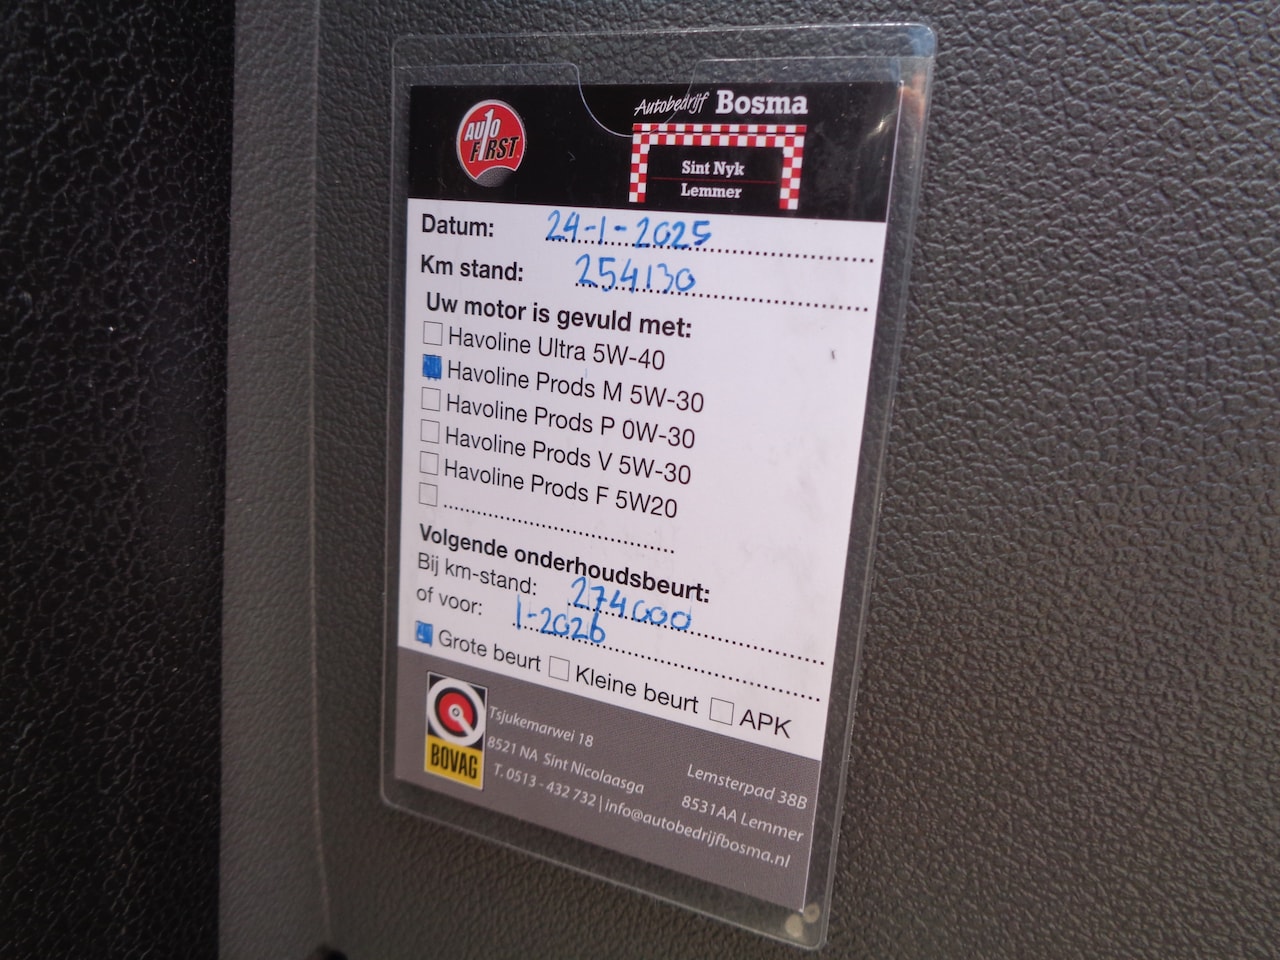 AUTO FIRST
Autobedrijf Bosma
Sint Nyk
Lemmer
Datum: 24-1-2025
Km stand: 254130
Uw motor is gevuld met:
Havoline Ultra 5W-40
Havoline Prods M 5W-30
Havoline Prods P 0W-30
Havoline Prods V 5W-30
Havoline Prods F 5W20
Volgende onderhoudsbeurt:
Bij km-stand: 274000
of voor: 1-2026
Grote beurt Kleine beurt APK
BOVAG
Tsjukemarwei 18
8521 NA Sint Nicolaasga
Lemsterpad 38B
8531AA Lemmer
T. 0513 - 432 732 | info@autobedrijfbosma.nl